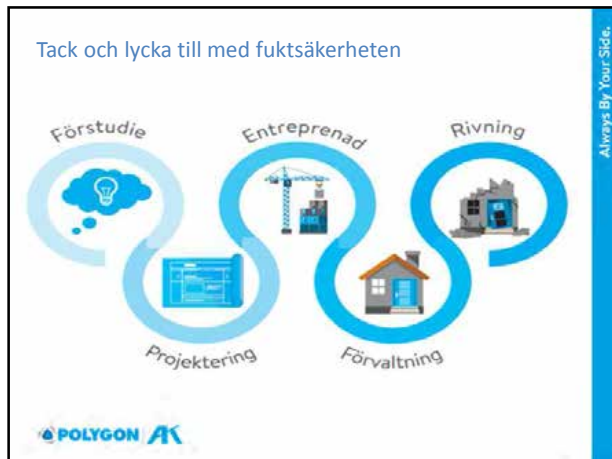 Tack och lycka till med fuktsäkerheten
Always By Your Side.
Förstudie
Entreprenad
Rivning
Projektering
Förvaltning
POLYGON AK